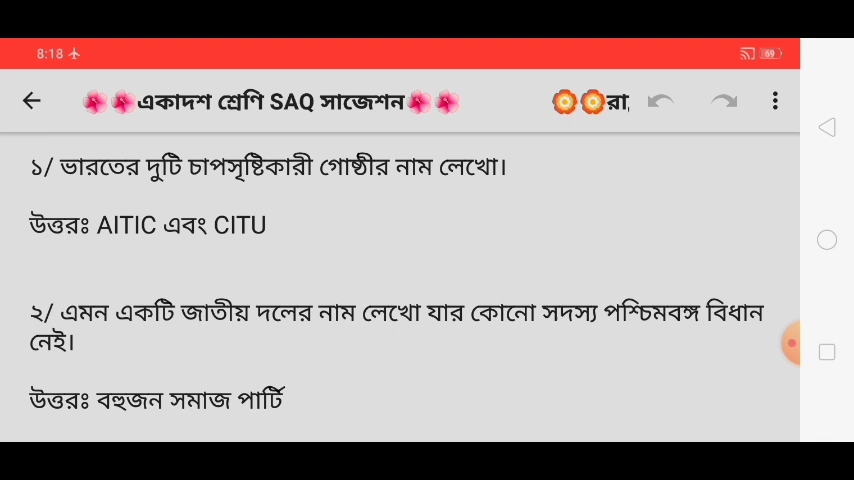 8:18
69
একাদশ শ্রেণি SAQ সাজেশন
১/ ভারতের দুটি চাপসৃষ্টিকারী গোষ্ঠীর নাম লেখো।
উত্তরঃ AITIC এবং CITU
২/ এমন একটি জাতীয় দলের নাম লেখো যার কোনো সদস্য পশ্চিমবঙ্গ বিধান
নেই।
উত্তরঃ বহুজন সমাজ পার্টি